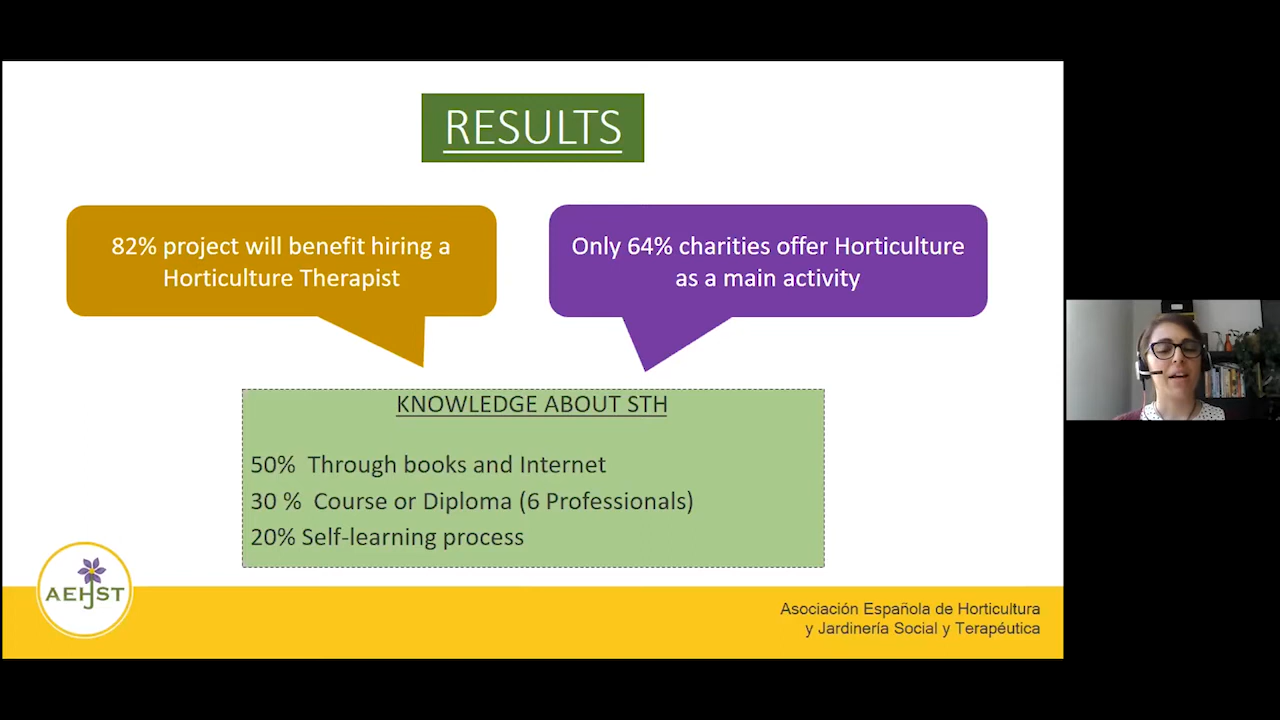 RESULTS
82% project will benefit hiring a
Horticulture Therapist
Only 64% charities offer Horticulture
as a main activity
KNOWLEDGE ABOUT STH
50% Through books and Internet
30 % Course or Diploma (6 Professionals)
20% Self-learning process
AEHJST
Asociación Española de Horticultura
y Jardinería Social y Terapéutica